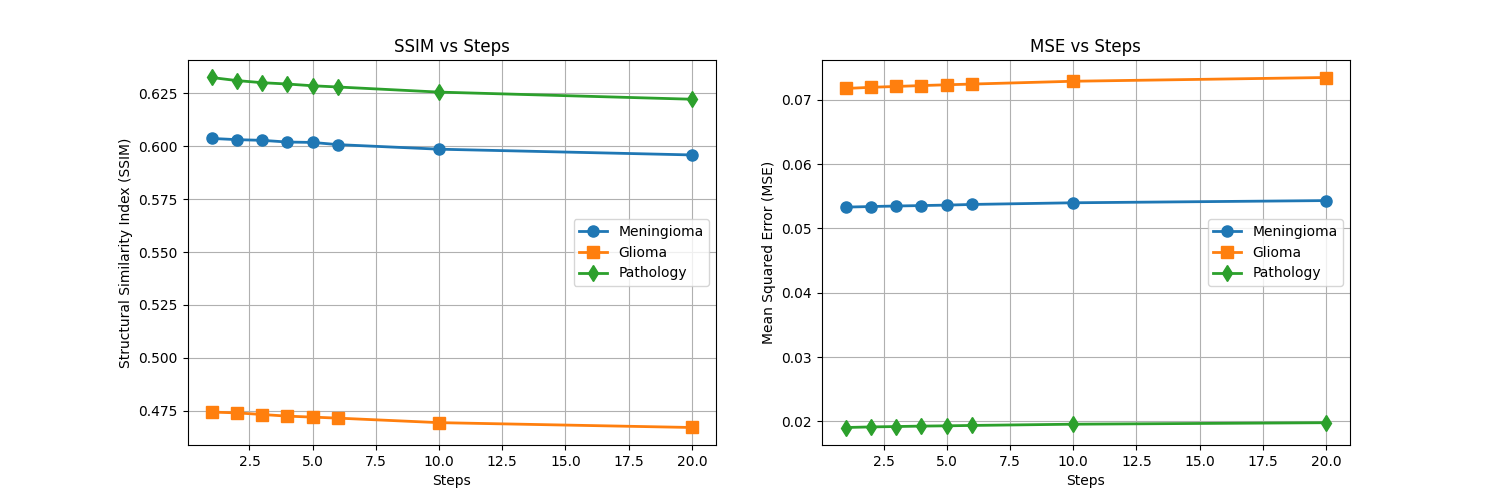 SSIM vs Steps
Structural Similarity Index (SSIM)
0.625
0.600
0.575
0.550
0.525
0.500
0.475
Meningioma
Glioma
Pathology
2.5 5.0 7.5 10.0 12.5 15.0 17.5 20.0
Steps
MSE vs Steps
Mean Squared Error (MSE)
0.07
0.06
0.05
0.04
0.03
0.02
Meningioma
Glioma
Pathology
2.5 5.0 7.5 10.0 12.5 15.0 17.5 20.0
Steps